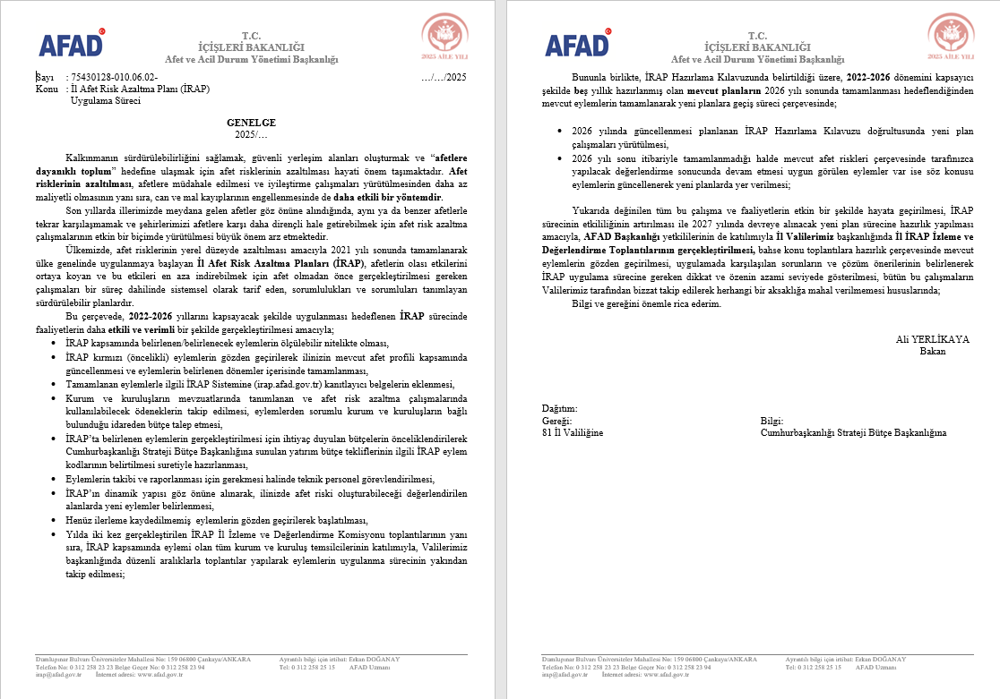 AFAD
T.C.
İÇİŞLERİ BAKANLIĞI
Afet ve Acil Durum Yönetimi Başkanlığı
2025 AİLE YILI
Sayı : 75430128-010.06.02-
…/…/2025
Konu : İl Afet Risk Azaltma Planı (İRAP)
Uygulama Süreci
GENELGE
2025/…
Kalkınmanın sürdürülebilirliğini sağlamak, güvenli yerleşim alanları oluşturmak ve “afetlere
dayanıklı toplum” hedefine ulaşmak için afet risklerinin azaltılması hayati önem taşımaktadır. Afet
risklerinin azaltılması, afetlere müdahale edilmesi ve iyileştirme çalışmaları yürütülmesinden daha az
maliyetli olmasının yanı sıra, can ve mal kayıplarının engellenmesinde de daha etkili bir yöntemdir.
Son yıllarda illerimizde meydana gelen afetler göz önüne alındığında, aynı ya da benzer afetlerle
tekrar karşılaşmamak ve şehirlerimizi afetlere karşı daha dirençli hale getirebilmek için afet risk azaltma
çalışmalarının etkin bir biçimde yürütülmesi büyük önem arz etmektedir.
Ülkemizde, afet risklerinin yerel düzeyde azaltılması amacıyla 2021 yılı sonunda tamamlanarak
ülke genelinde uygulanmaya başlayan İl Afet Risk Azaltma Planları (İRAP), afetlerin olası etkilerini
ortaya koyan ve bu etkileri en aza indirebilmek için afet olmadan önce gerçekleştirilmesi gereken
çalışmaları bir süreç dahilinde sistemsel olarak tarif eden, sorumlulukları ve sorumluları tanımlayan
sürdürülebilir planlardır.
Bu çerçevede, 2022-2026 yıllarını kapsayacak şekilde uygulanması hedeflenen İRAP sürecinde
faaliyetlerin daha etkili ve verimli bir şekilde gerçekleştirilmesi amacıyla;
• İRAP kapsamında belirlenen/belirlenecek eylemlerin ölçülebilir nitelikte olması,
• İRAP kırmızı (öncelikli) eylemlerin gözden geçirilerek ilinizin mevcut afet profili kapsamında
güncellenmesi ve eylemlerin belirlenen dönemler içerisinde tamamlanması,
• Tamamlanan eylemlerle ilgili İRAP Sistemine (irap.afad.gov.tr) kanıtlayıcı belgelerin eklenmesi,
• Kurum ve kuruluşların mevzuatlarında tanımlanan ve afet risk azaltma çalışmalarında
kullanılabilecek ödeneklerin takip edilmesi, eylemlerden sorumlu kurum ve kuruluşların bağlı
bulunduğu idareden bütçe talep etmesi,
• İRAP’ta belirlenen eylemlerin gerçekleştirilmesi için ihtiyaç duyulan bütçelerin önceliklendirilerek
Cumhurbaşkanlığı Strateji Bütçe Başkanlığına sunulan yatırım bütçe tekliflerinin ilgili İRAP eylem
kodlarının belirtilmesi suretiyle hazırlanması,
• Eylemlerin takibi ve raporlanması için gerekmesi halinde teknik personel görevlendirilmesi,
• İRAP’ın dinamik yapısı göz önüne alınarak, ilinizde afet riski oluşturabileceği değerlendirilen
alanlarda yeni eylemler belirlenmesi,
• Henüz ilerleme kaydedilmemiş eylemlerin gözden geçirilerek başlatılması,
• Yılda iki kez gerçekleştirilen İRAP İl İzleme ve Değerlendirme Komisyonu toplantılarının yanı
sıra, İRAP kapsamında eylemi olan tüm kurum ve kuruluş temsilcilerinin katılımıyla, Valilerimiz
başkanlığında düzenli aralıklarla toplantılar yapılarak eylemlerin uygulanma sürecinin yakından
takip edilmesi;
Dumlupınar Bulvarı Üniversiteler Mahallesi No: 159 06800 Çankaya/ANKARA
Ayrıntılı bilgi için irtibat: Erkan DOĞANAY
Telefon No: 0 312 258 23 23 Belge Geçer No: 0 312 258 23 94
Tel: 0 312 258 25 15 AFAD Uzmanı
irap@afad.gov.tr İnternet adresi: www.afad.gov.tr
AFAD
T.C.
İÇİŞLERİ BAKANLIĞI
Afet ve Acil Durum Yönetimi Başkanlığı
2025 AİLE YILI
Bununla birlikte, İRAP Hazırlama Kılavuzunda belirtildiği üzere, 2022-2026 dönemini kapsayıcı
şekilde beş yıllık hazırlanmış olan mevcut planların 2026 yılı sonunda tamamlanması hedeflendiğinden
mevcut eylemlerin tamamlanarak yeni planlara geçiş süreci çerçevesinde;
• 2026 yılında güncellenmesi planlanan İRAP Hazırlama Kılavuzu doğrultusunda yeni plan
çalışmaları yürütülmesi,
• 2026 yılı sonu itibariyle tamamlanmadığı halde mevcut afet riskleri çerçevesinde tarafınızca
yapılacak değerlendirme sonucunda devam etmesi uygun görülen eylemler var ise söz konusu
eylemlerin güncellenerek yeni planlarda yer verilmesi;
Yukarıda değinilen tüm bu çalışma ve faaliyetlerin etkin bir şekilde hayata geçirilmesi, İRAP
sürecinin etkililiğinin artırılması ile 2027 yılında devreye alınacak yeni plan sürecine hazırlık yapılması
amacıyla, AFAD Başkanlığı yetkililerinin de katılımıyla İl Valilerimiz başkanlığında İl İRAP İzleme ve
Değerlendirme Toplantılarının gerçekleştirilmesi, bahse konu toplantılara hazırlık çerçevesinde mevcut
eylemlerin gözden geçirilmesi, uygulamada karşılaşılan sorunların ve çözüm önerilerinin belirlenerek
İRAP uygulama sürecine gereken dikkat ve özenin azami seviyede gösterilmesi, bütün bu çalışmaların
Valilerimiz tarafından bizzat takip edilerek herhangi bir aksaklığa mahal verilmemesi hususlarında;
Bilgi ve gereğini önemle rica ederim.
Ali YERLİKAYA
Bakan
Dağıtım:
Gereği:
Bilgi:
81 İl Valiliğine
Cumhurbaşkanlığı Strateji Bütçe Başkanlığına
Dumlupınar Bulvarı Üniversiteler Mahallesi No: 159 06800 Çankaya/ANKARA
Ayrıntılı bilgi için irtibat: Erkan DOĞANAY
Telefon No: 0 312 258 23 23 Belge Geçer No: 0 312 258 23 94
Tel: 0 312 258 25 15 AFAD Uzmanı
irap@afad.gov.tr İnternet adresi: www.afad.gov.tr